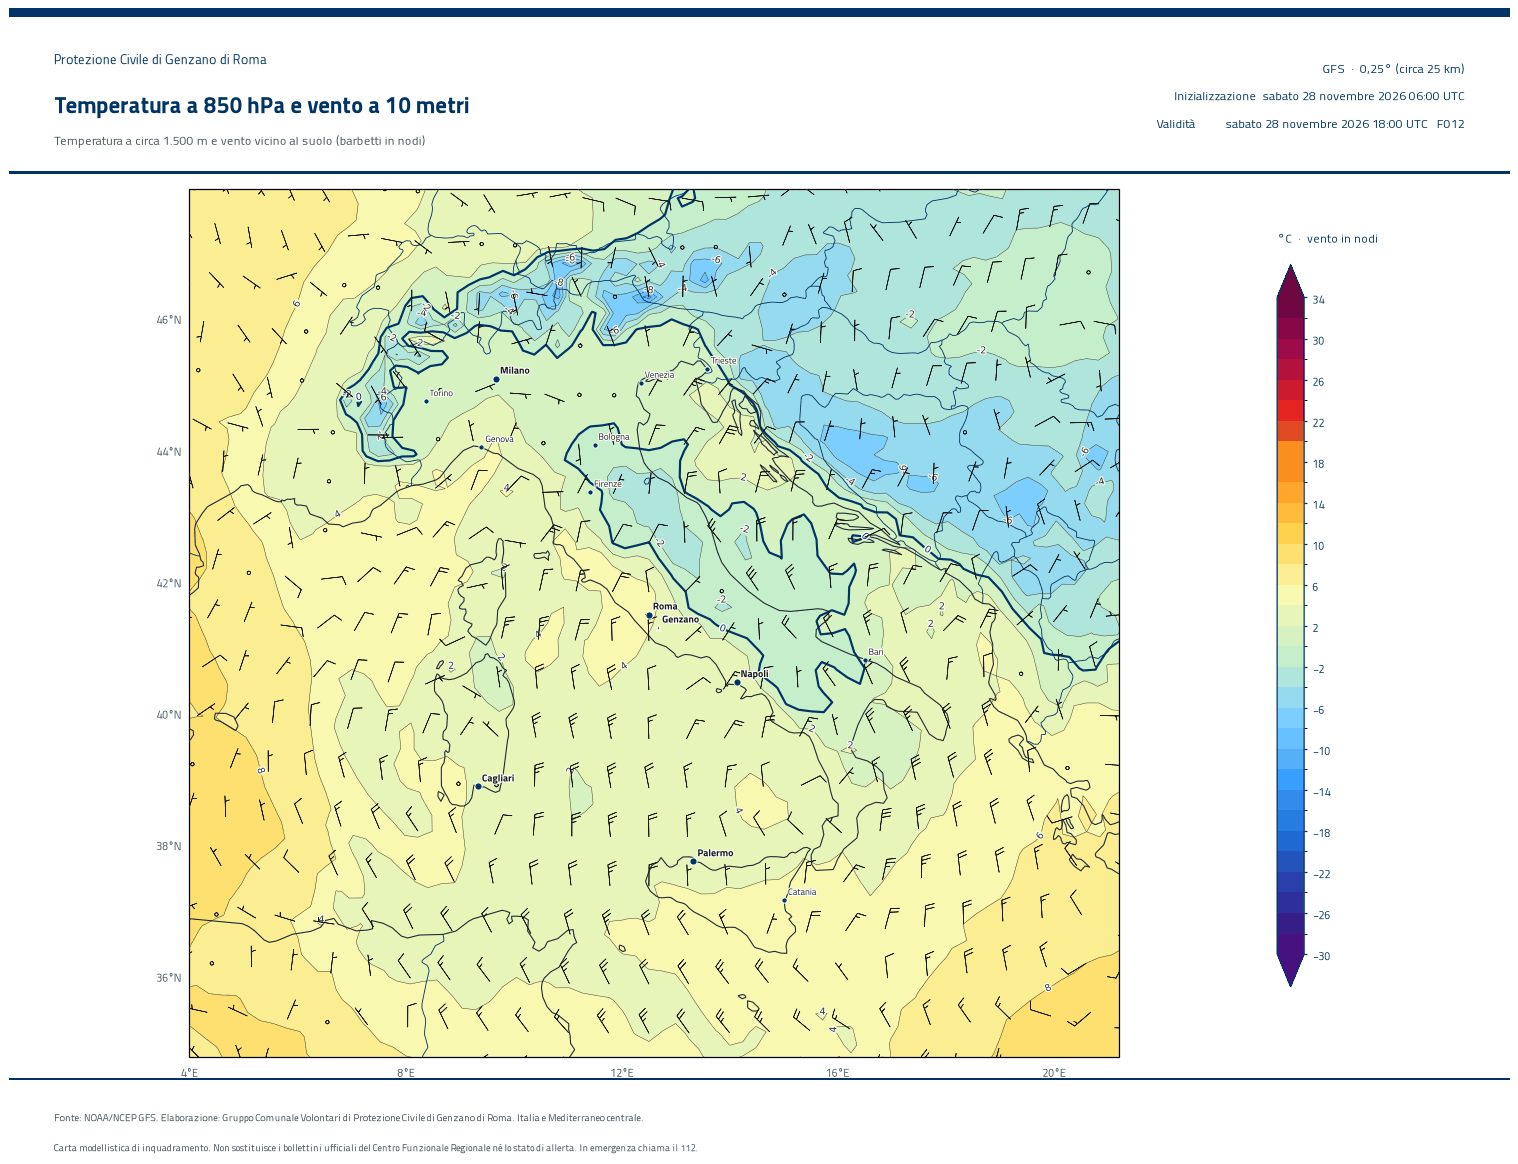 Protezione Civile di Genzano di Roma
Temperatura a 850 hPa e vento a 10 metri
Temperatura a circa 1.500 m e vento vicino al suolo (barbetti in nodi)
GFS · 0,25° (circa 25 km)
Inizializzazione sabato 28 novembre 2026 06:00 UTC
Validità sabato 28 novembre 2026 18:00 UTC F012
°C · vento in nodi
34
30
26
22
18
14
10
6
2
−2
−6
−10
−14
−18
−22
−26
−30
46°N
44°N
42°N
40°N
38°N
36°N
4°E
8°E
12°E
16°E
20°E
Milano
Torino
Venezia
Trieste
Genova
Bologna
Firenze
Roma
Genzano
Napoli
Bari
Cagliari
Palermo
Catania
Fonte: NOAA/NCEP GFS. Elaborazione: Gruppo Comunale Volontari di Protezione Civile di Genzano di Roma. Italia e Mediterraneo centrale.
Carta modellistica di inquadramento. Non sostituisce i bollettini ufficiali del Centro Funzionale Regionale né lo stato di allerta. In emergenza chiama il 112.